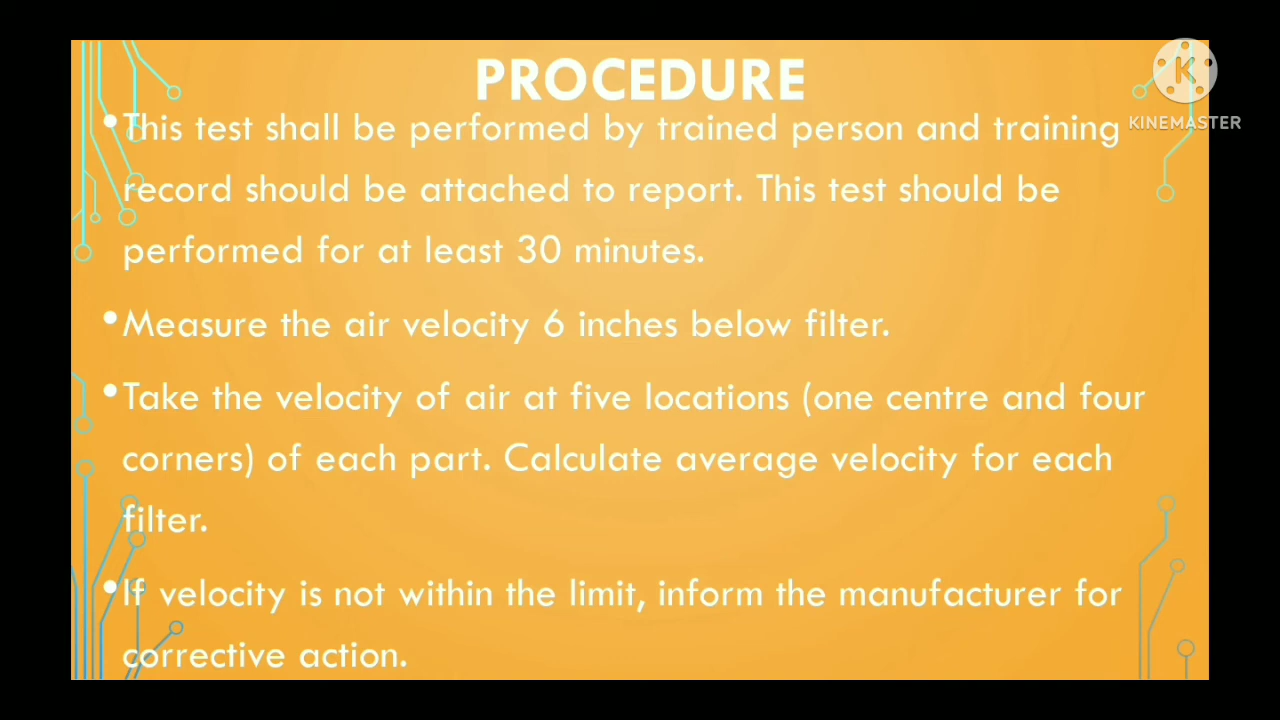 PROCEDURE
K
KINEMASTER
•This test shall be performed by trained person and training
record should be attached to report. This test should be
performed for at least 30 minutes.
•Measure the air velocity 6 inches below filter.
•Take the velocity of air at five locations (one centre and four
corners) of each part. Calculate average velocity for each
filter.
•If velocity is not within the limit, inform the manufacturer for
corrective action.